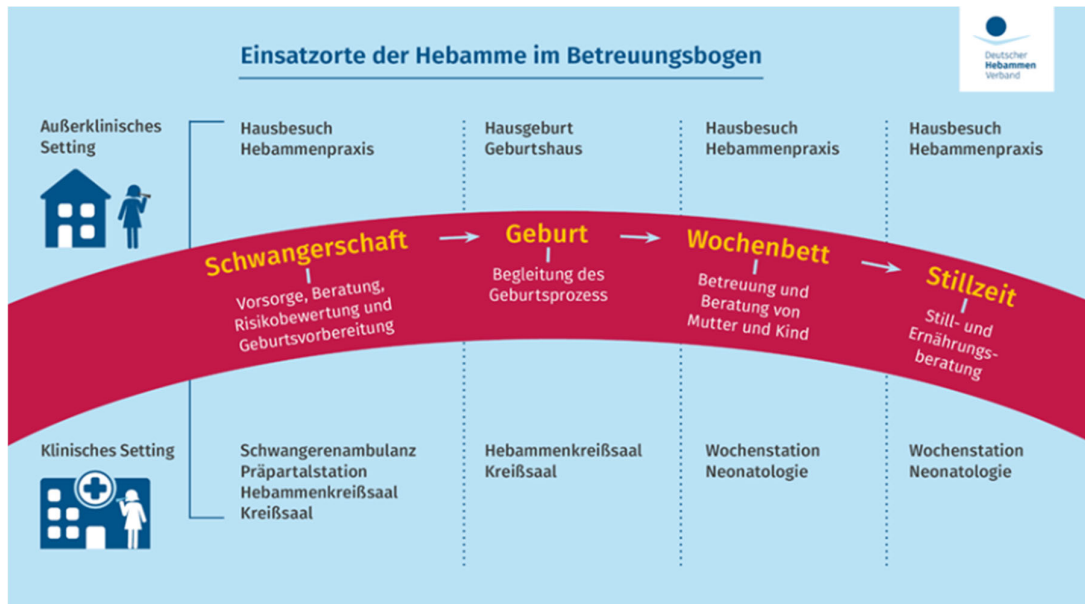 Einsatzorte der Hebamme im Betreuungsbogen
Deutscher
Hebammen
Verband
Außerklinisches
Setting
Hausbesuch
Hebammenpraxis
Hausgeburt
Geburtshaus
Hausbesuch
Hebammenpraxis
Hausbesuch
Hebammenpraxis
Schwangerschaft
Vorsorge, Beratung,
Risikobewertung und
Geburtsvorbereitung
Geburt
Begleitung des
Geburtsprozess
Wochenbett
Betreuung und
Beratung von
Mutter und Kind
Stillzeit
Still- und
Ernährungs-
beratung
Klinisches Setting
Schwangerenambulanz
Präpartalstation
Hebammenkreißsaal
Kreißsaal
Hebammenkreißsaal
Kreißsaal
Wochenstation
Neonatologie
Wochenstation
Neonatologie